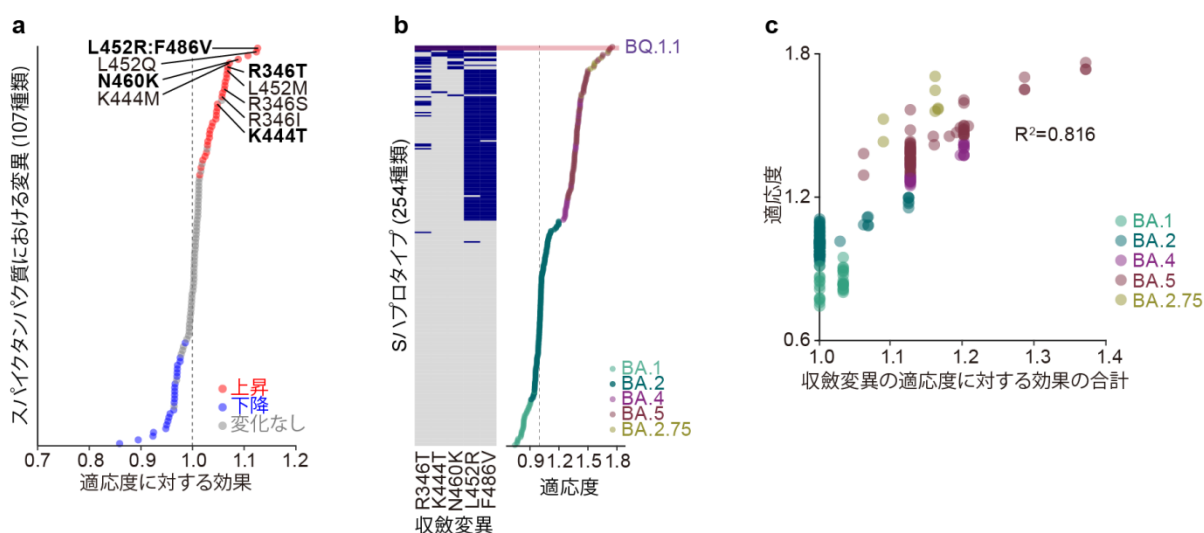 a
スパイクタンパク質における変異 (107種類)
L452R:F486V
L452Q
N460K
K444M
R346T
L452M
R346S
R346I
K444T
上昇
下降
変化なし
0.7 0.8 0.9 1.0 1.1 1.2
適応度に対する効果
b
Sハプロタイプ (254種類)
BQ.1.1
BA.1
BA.2
BA.4
BA.5
BA.2.75
R346T
K444T
N460K
L452R
F486V
収斂変異
0.9 1.2 1.5 1.8
適応度
c
適応度
1.8
1.2
0.6
R²=0.816
BA.1
BA.2
BA.4
BA.5
BA.2.75
1.0 1.1 1.2 1.3 1.4
収斂変異の適応度に対する効果の合計